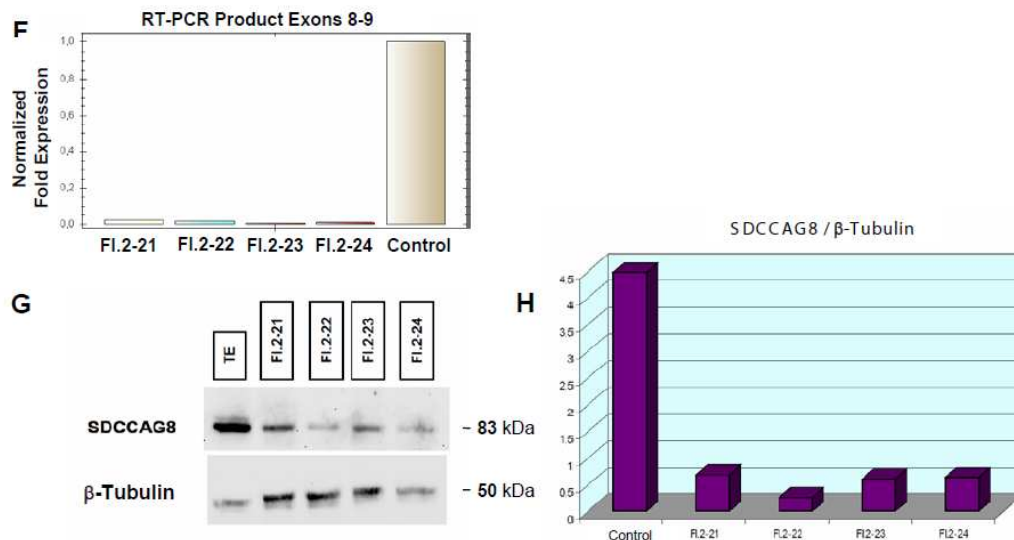 F
RT-PCR Product Exons 8-9
Normalized
Fold Expression
1,0
0,8
0,6
0,4
0,2
0,0
Fl.2-21 Fl.2-22 Fl.2-23 Fl.2-24 Control
G
TE Fl.2-21 Fl.2-22 Fl.2-23 Fl.2-24
SDCCAG8 – 83 kDa
β-Tubulin – 50 kDa
H
SDCCAG8 / β-Tubulin
4.5
4
3.5
3
2.5
2
1.5
1
0.5
0
Control Fl.2-21 Fl.2-22 Fl.2-23 Fl.2-24